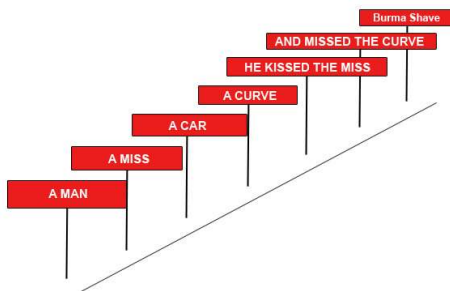 A MAN
A MISS
A CAR
A CURVE
HE KISSED THE MISS
AND MISSED THE CURVE
Burma Shave